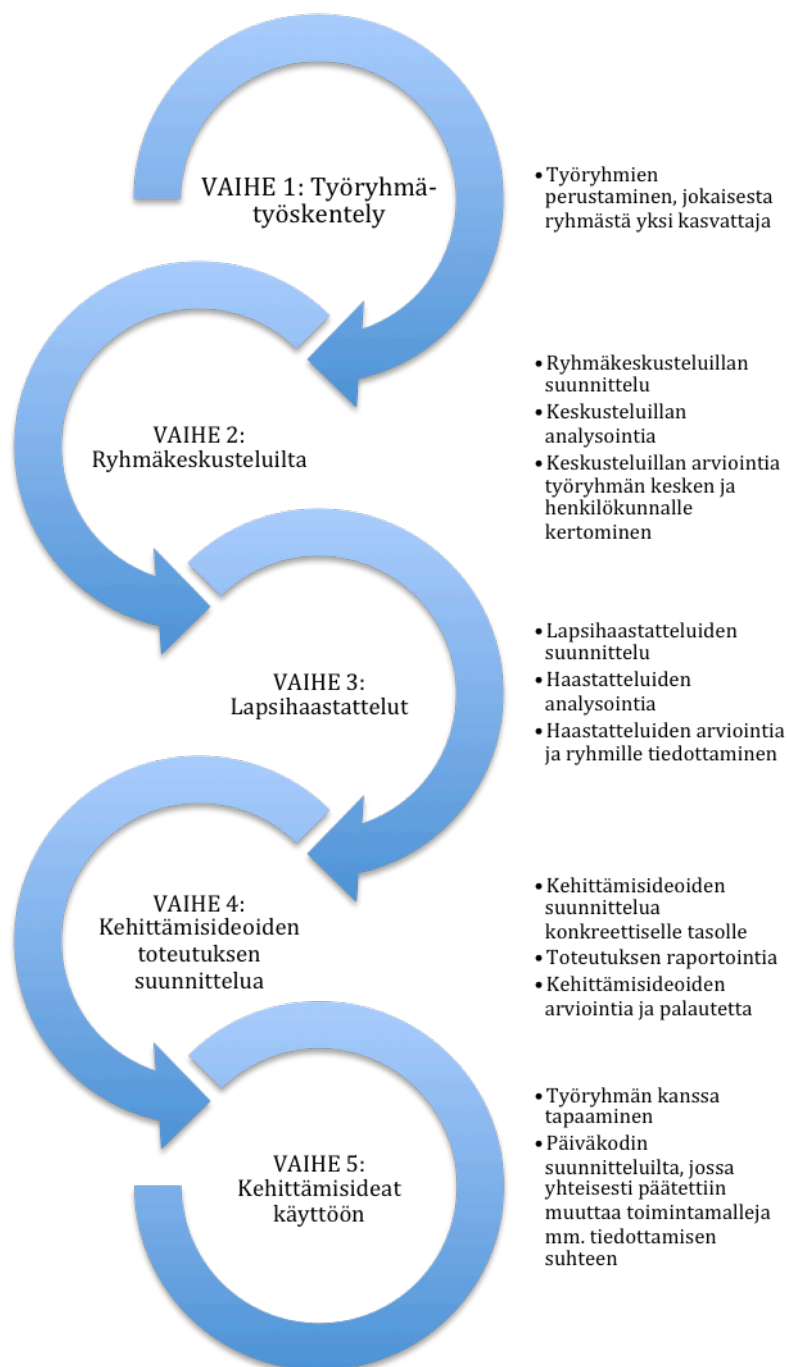 VAIHE 1: Työryhmä-
työskentely
• Työryhmien
perustaminen, jokaisesta
ryhmästä yksi kasvattaja
VAIHE 2:
Ryhmäkeskusteluilta
• Ryhmäkeskusteluillan
suunnittelu
• Keskusteluillan
analysointia
• Keskusteluillan arviointia
työryhmän kesken ja
henkilökunnalle
kertominen
VAIHE 3:
Lapsihaastattelut
• Lapsihaastatteluiden
suunnittelu
• Haastatteluiden
analysointia
• Haastatteluiden arviointia
ja ryhmille tiedottaminen
VAIHE 4:
Kehittämisideoiden
toteutuksen
suunnittelua
• Kehittämisideoiden
suunnittelua
konkreettiselle tasolle
• Toteutuksen raportointia
• Kehittämisideoiden
arviointia ja palautetta
VAIHE 5:
Kehittämisideat
käyttöön
• Työryhmän kanssa
tapaaminen
• Päiväkodin
suunnitteluilta, jossa
yhteisesti päätettiin
muuttaa toimintamalleja
mm. tiedottamisen
suhteen